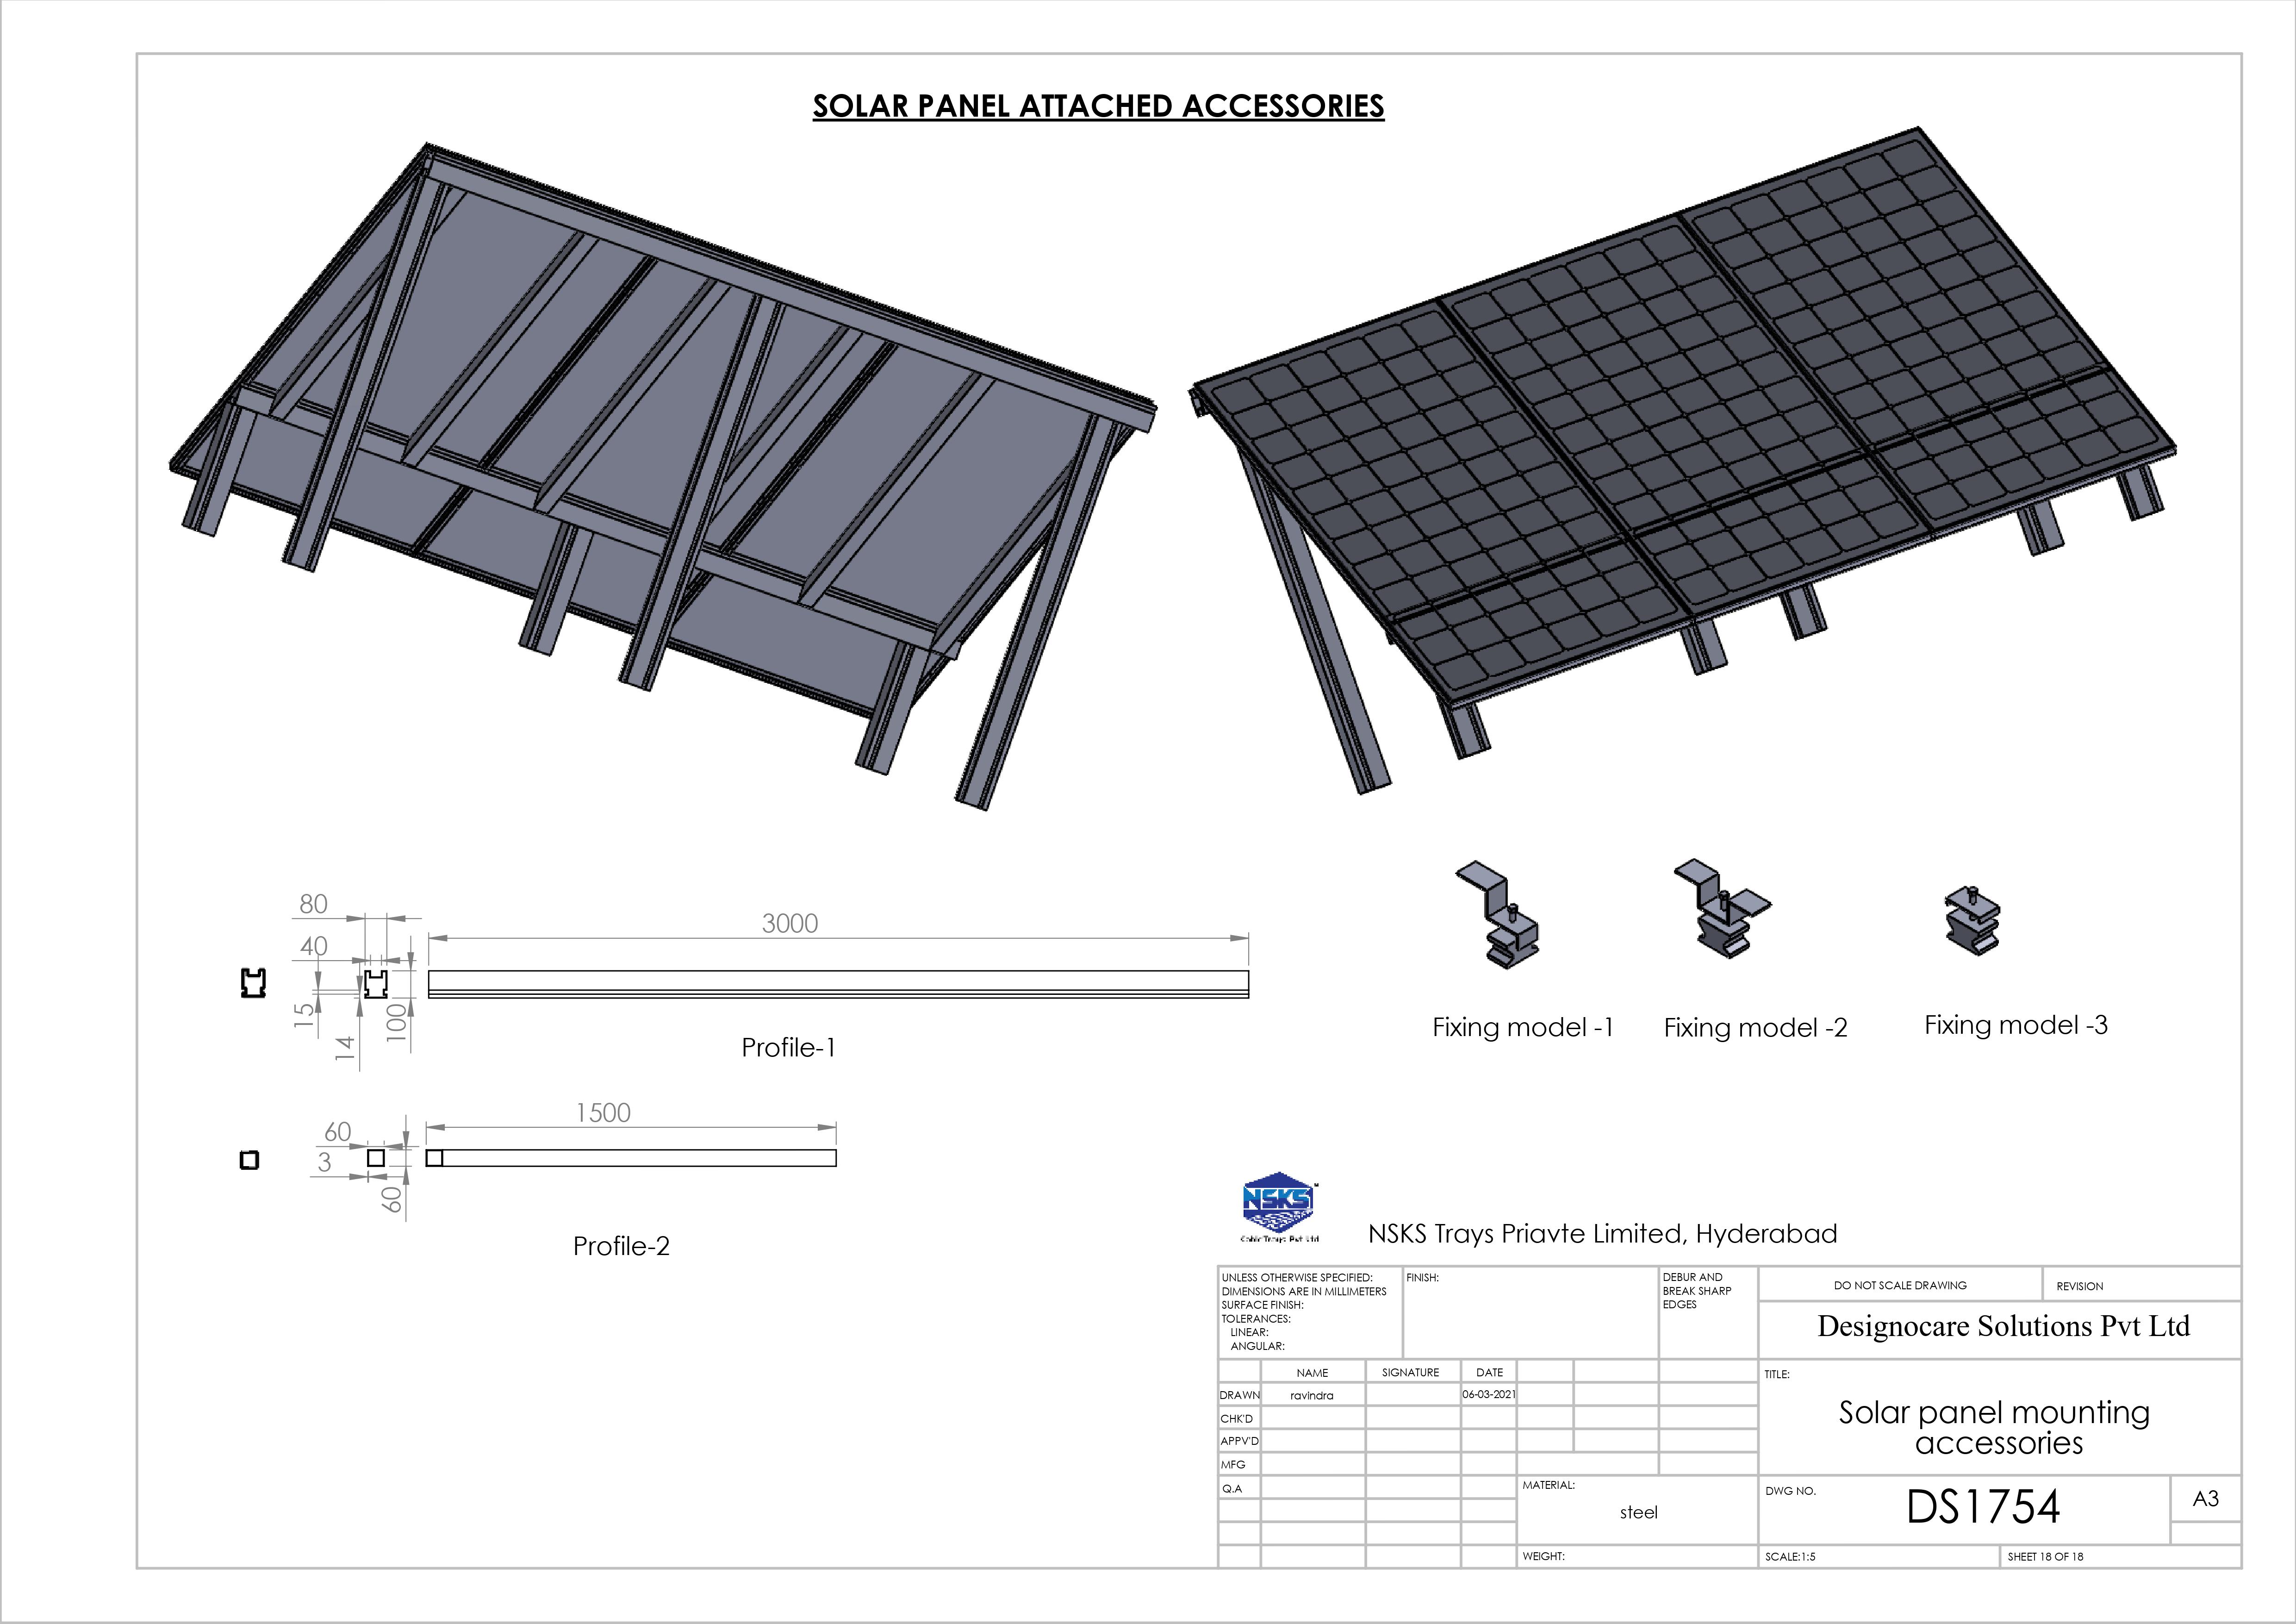 SOLAR PANEL ATTACHED ACCESSORIES
80
3000
40
15
14
100
Profile-1
Fixing model -1
Fixing model -2
Fixing model -3
1500
60
3
60
Profile-2
NSKS
Cable Trays Pvt Ltd
NSKS Trays Priavte Limited, Hyderabad
UNLESS OTHERWISE SPECIFIED:
DIMENSIONS ARE IN MILLIMETERS
SURFACE FINISH:
TOLERANCES:
LINEAR:
ANGULAR:
FINISH:
DEBUR AND
BREAK SHARP
EDGES
DO NOT SCALE DRAWING
REVISION
Designocare Solutions Pvt Ltd
NAME
SIGNATURE
DATE
DRAWN
ravindra
06-03-2021
CHK'D
APPV'D
MFG
Q.A
TITLE:
Solar panel mounting
accessories
MATERIAL:
steel
DWG NO.
DS1754
A3
WEIGHT:
SCALE:1:5
SHEET 18 OF 18